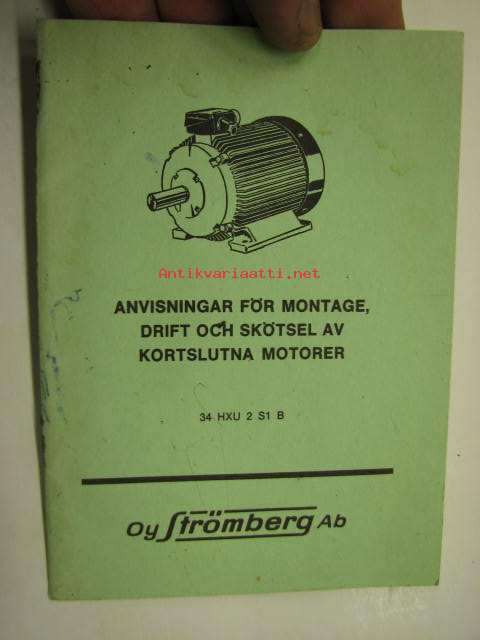 Antikvariaatti.net
ANVISNINGAR FÖR MONTAGE,
DRIFT OCH SKÖTSEL AV
KORTSLUTNA MOTORER
34 HXU 2 S1 B
Oy Strömberg Ab